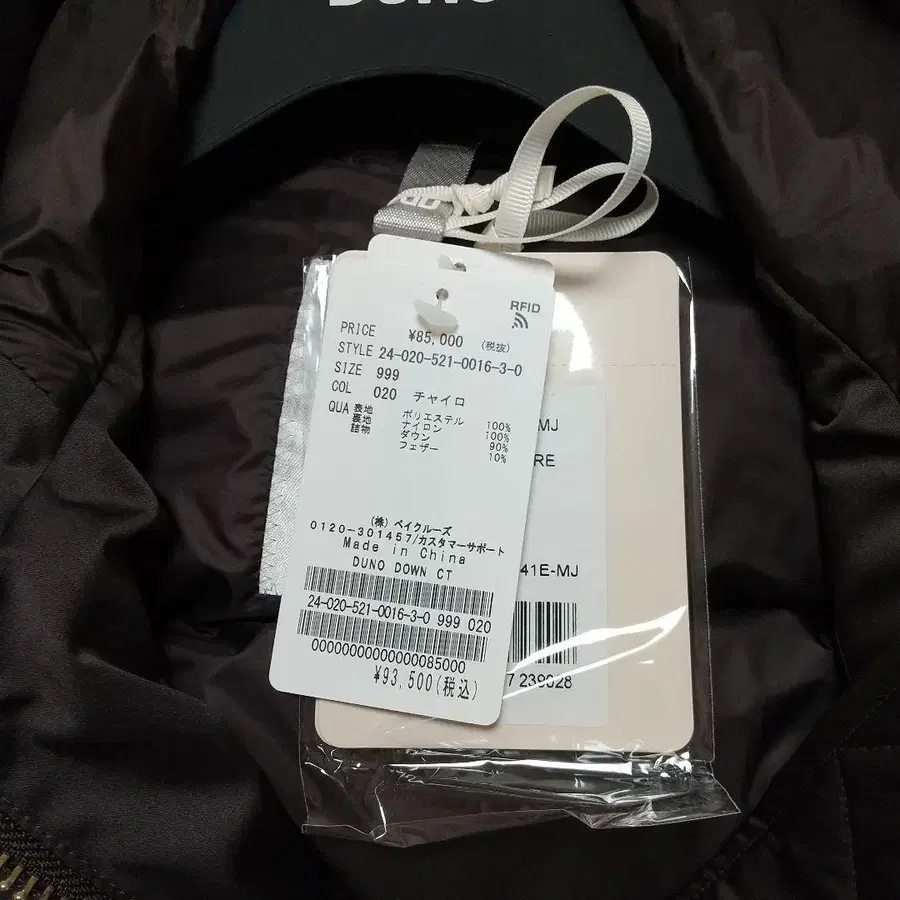 DUNO
RFID
PRICE ¥85,000 (税抜)
STYLE 24-020-521-0016-3-0
SIZE 999
COL 020 チャイロ
QUA 表地 ポリエステル 100%
裏地 ナイロン 100%
詰物 ダウン 90%
フェザー 10%
(株) ベイクルーズ
0120-301457/カスタマーサポート
Made in China
DUNO DOWN CT
24-020-521-0016-3-0 999 020
0000000000000085000
¥93,500(税込)
-MJ
RE
41E-MJ
7 239028